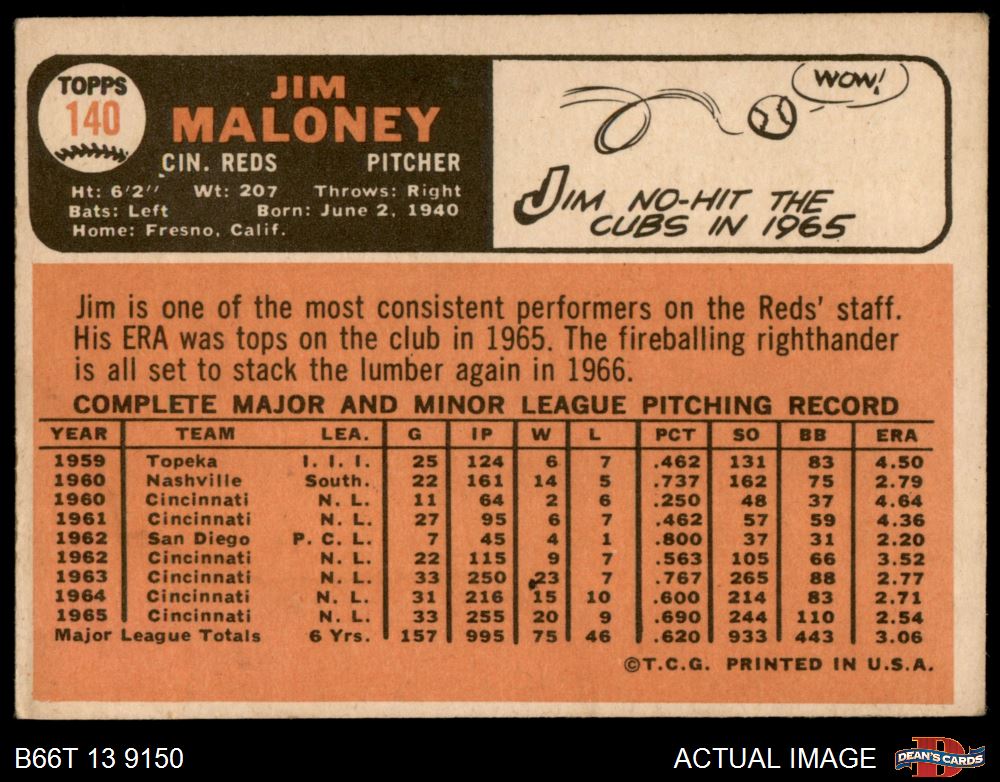 TOPPS
140
JIM
MALONEY
CIN. REDS PITCHER
Ht: 6'2" Wt: 207 Throws: Right
Bats: Left Born: June 2, 1940
Home: Fresno, Calif.
WOW!
JIM NO-HIT THE
CUBS IN 1965
Jim is one of the most consistent performers on the Reds' staff.
His ERA was tops on the club in 1965. The fireballing righthander
is all set to stack the lumber again in 1966.
COMPLETE MAJOR AND MINOR LEAGUE PITCHING RECORD
YEAR TEAM LEA. G IP W L PCT SO BB ERA
1959 Topeka I. I. I. 25 124 6 7 .462 131 83 4.50
1960 Nashville South. 22 161 14 5 .737 162 75 2.79
1960 Cincinnati N. L. 11 64 2 6 .250 48 37 4.64
1961 Cincinnati N. L. 27 95 6 7 .462 57 59 4.36
1962 San Diego P. C. L. 7 45 4 1 .800 37 31 2.20
1962 Cincinnati N. L. 22 115 9 7 .563 105 66 3.52
1963 Cincinnati N. L. 33 250 23 7 .767 265 88 2.77
1964 Cincinnati N. L. 31 216 15 10 .600 214 83 2.71
1965 Cincinnati N. L. 33 255 20 9 .690 244 110 2.54
Major League Totals 6 Yrs. 157 995 75 46 .620 933 443 3.06
©T.C.G. PRINTED IN U.S.A.
B66T 13 9150 ACTUAL IMAGE
DEAN'S CARDS